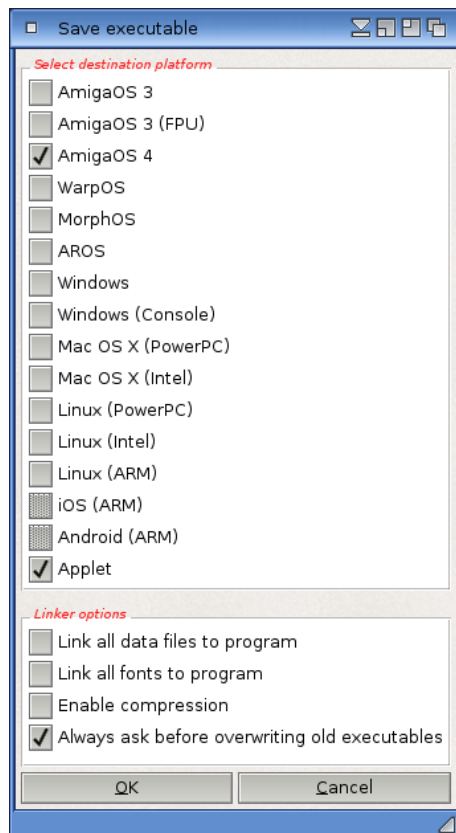 Save executable
Select destination platform
AmigaOS 3
AmigaOS 3 (FPU)
AmigaOS 4
WarpOS
MorphOS
AROS
Windows
Windows (Console)
Mac OS X (PowerPC)
Mac OS X (Intel)
Linux (PowerPC)
Linux (Intel)
Linux (ARM)
iOS (ARM)
Android (ARM)
Applet
Linker options
Link all data files to program
Link all fonts to program
Enable compression
Always ask before overwriting old executables
OK Cancel